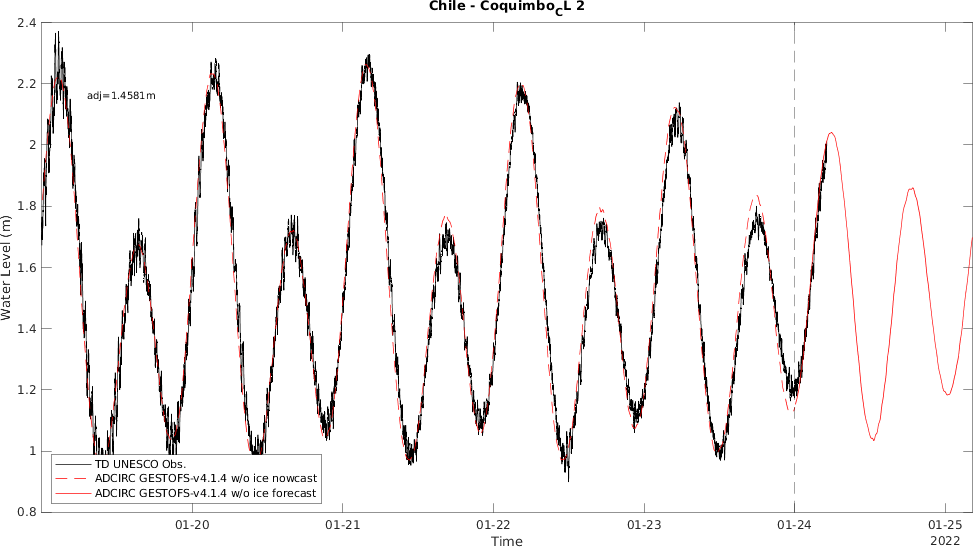 Chile - Coquimbo_CL 2
2.4
2.2
2
1.8
1.6
1.4
1.2
1
0.8
Water Level (m)
adj=1.4581m
TD UNESCO Obs.
ADCIRC GESTOFS-v4.1.4 w/o ice nowcast
ADCIRC GESTOFS-v4.1.4 w/o ice forecast
01-20 01-21 01-22 01-23 01-24 01-25
Time 2022